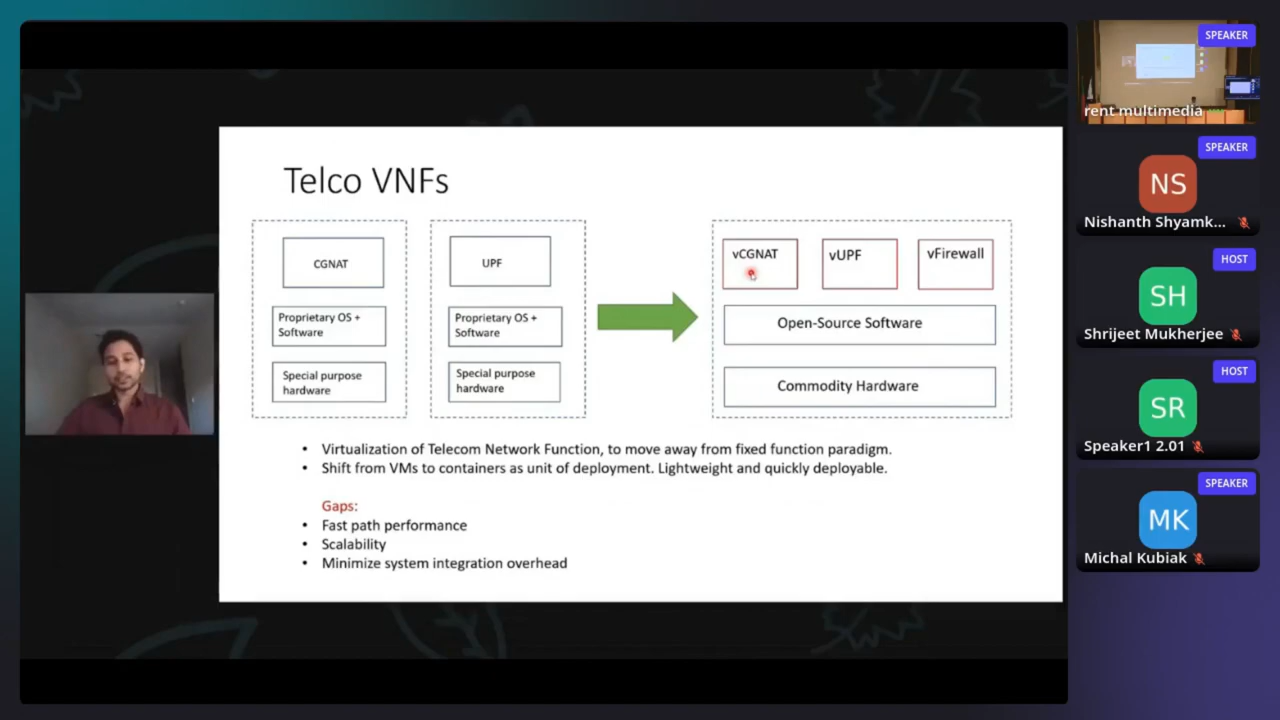 Telco VNFs
CGNAT
Proprietary OS +
Software
Special purpose
hardware
UPF
Proprietary OS +
Software
Special purpose
hardware
vCGNAT
vUPF
vFirewall
Open-Source Software
Commodity Hardware
• Virtualization of Telecom Network Function, to move away from fixed function paradigm.
• Shift from VMs to containers as unit of deployment. Lightweight and quickly deployable.
Gaps:
• Fast path performance
• Scalability
• Minimize system integration overhead
SPEAKER
rent multimedia
SPEAKER
NS
Nishanth Shyamk...
HOST
SH
Shrijeet Mukherjee
HOST
SR
Speaker1 2.01
SPEAKER
MK
Michal Kubiak